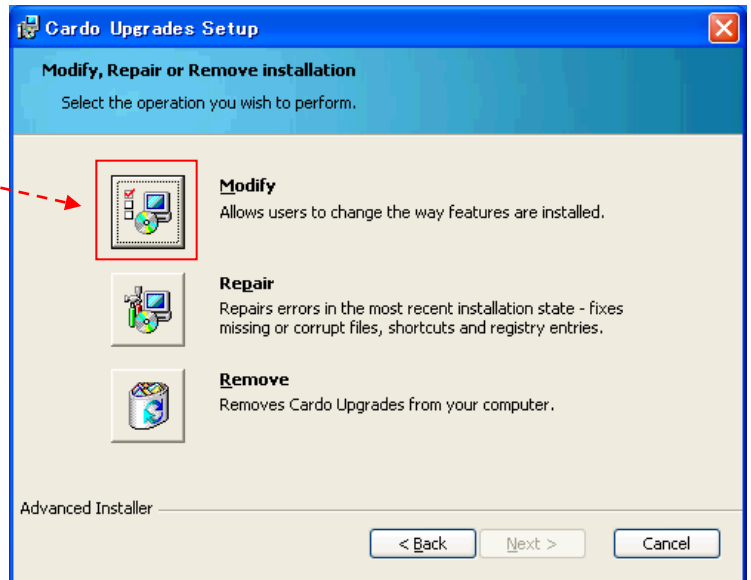 Cardo Upgrades Setup
Modify, Repair or Remove installation
Select the operation you wish to perform.
Modify
Allows users to change the way features are installed.
Repair
Repairs errors in the most recent installation state - fixes
missing or corrupt files, shortcuts and registry entries.
Remove
Removes Cardo Upgrades from your computer.
Advanced Installer
< Back
Next >
Cancel